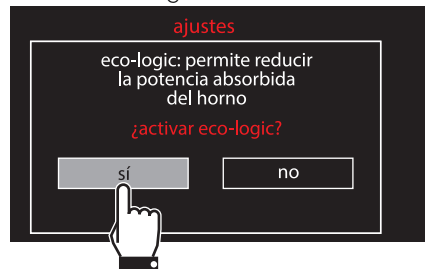 ajustes
eco-logic: permite reducir
la potencia absorbida
del horno
¿activar eco-logic?
sí
no